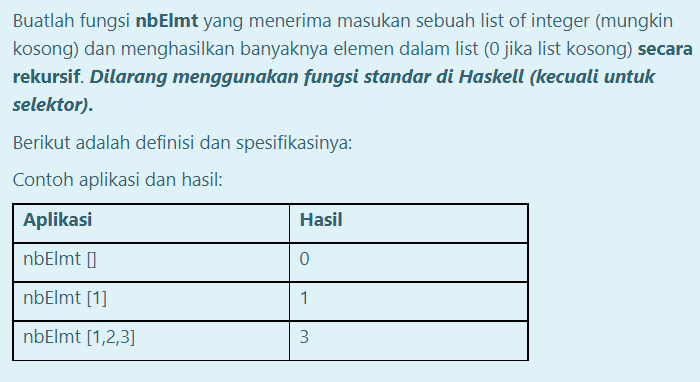 Buatlah fungsi nbElmt yang menerima masukan sebuah list of integer (mungkin
kosong) dan menghasilkan banyaknya elemen dalam list (0 jika list kosong) secara
rekursif. Dilarang menggunakan fungsi standar di Haskell (kecuali untuk
selektor).
Berikut adalah definisi dan spesifikasinya:
Contoh aplikasi dan hasil:
Aplikasi Hasil
nbElmt [] 0
nbElmt [1] 1
nbElmt [1,2,3] 3